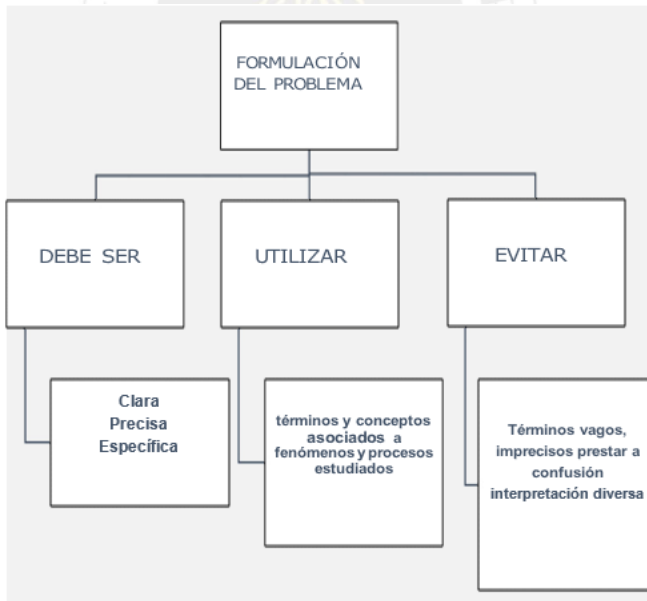 FORMULACIÓN
DEL PROBLEMA
DEBE SER
UTILIZAR
EVITAR
Clara
Precisa
Específica
términos y conceptos
asociados a
fenómenos y procesos
estudiados
Términos vagos,
imprecisos prestar a
confusión
interpretación diversa